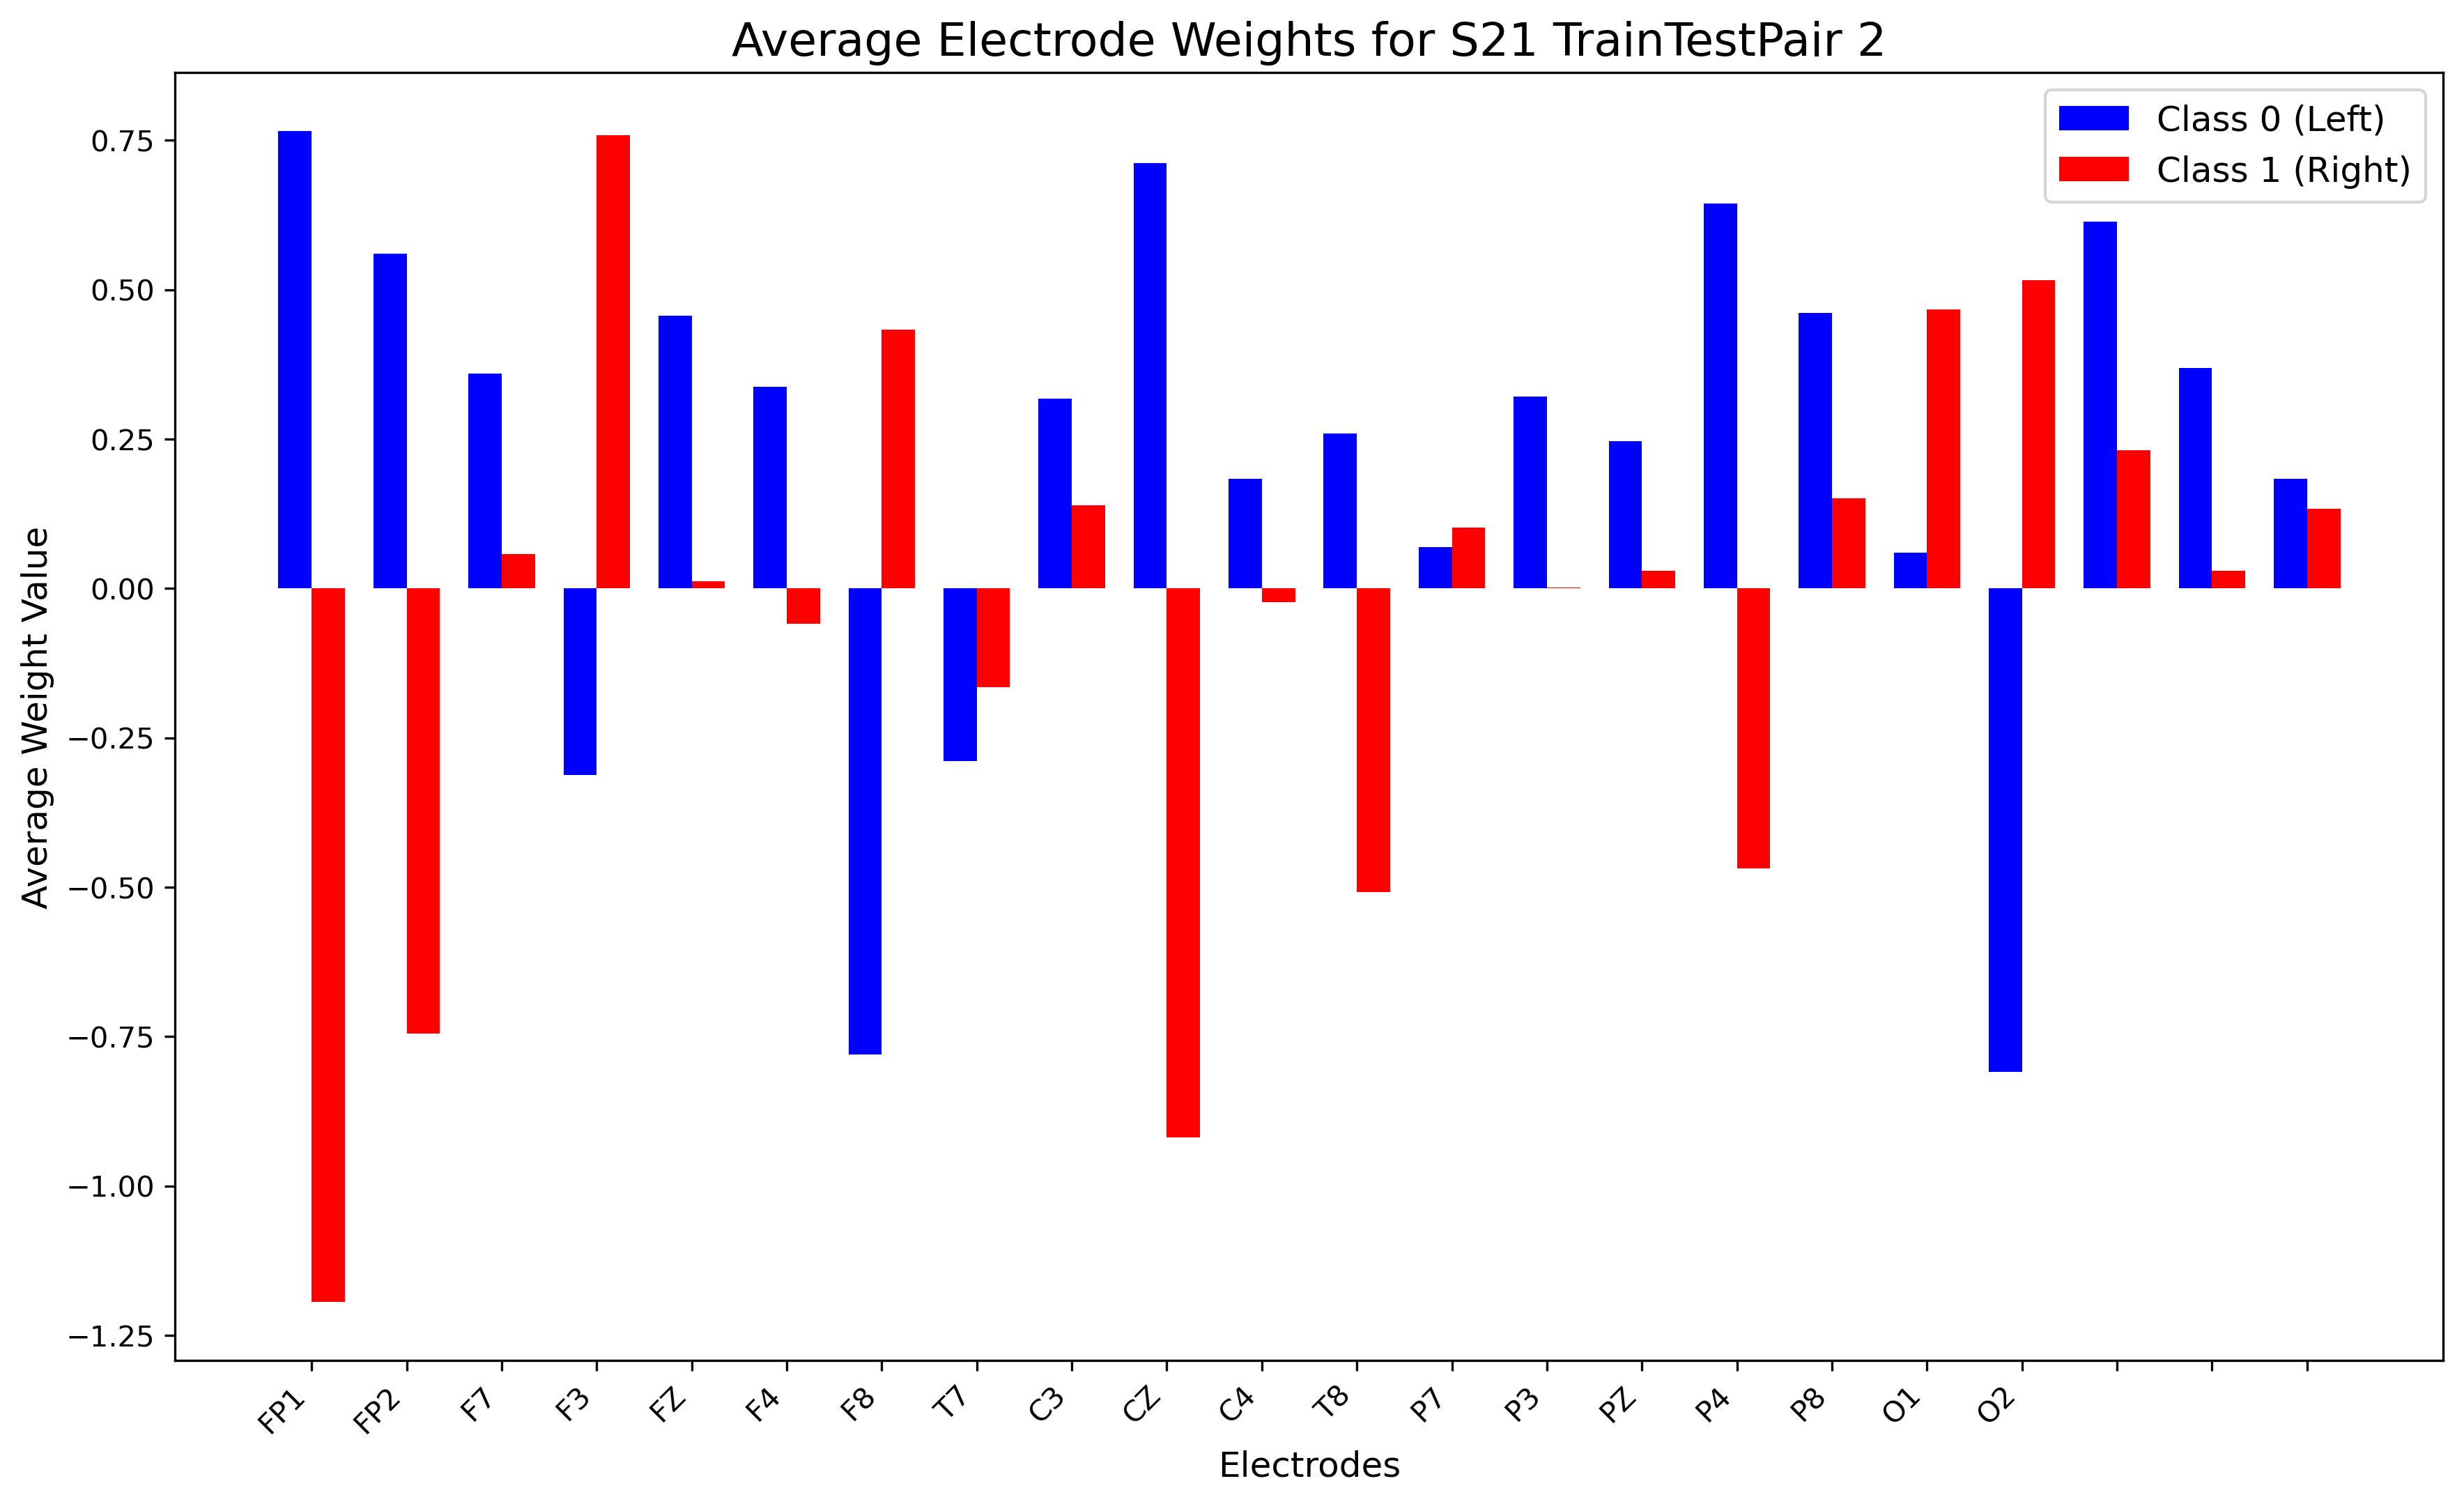 Average Electrode Weights for S21 TrainTestPair 2
Class 0 (Left)
Class 1 (Right)
Average Weight Value
0.75
0.50
0.25
0.00
−0.25
−0.50
−0.75
−1.00
−1.25
FP1 FP2 F7 F3 FZ F4 F8 T7 C3 CZ C4 T8 P7 P3 PZ P4 P8 O1 O2
Electrodes